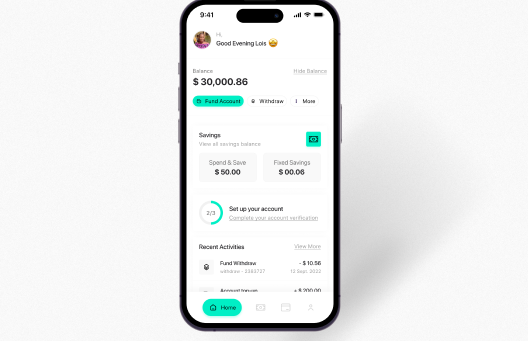 9:41
Hi,
Good Evening Lois 🤩
Balance
Hide Balance
$ 30,000.86
Fund Account
Withdraw
More
Savings
View all savings balance
Spend & Save
$ 50.00
Fixed Savings
$ 00.06
2/3
Set up your account
Complete your account verification
Recent Activities
View More
Fund Withdraw
- $ 10.56
withdraw - 2383737
12 Sep. 2022
Account top-up
+ $ 200.00
Home